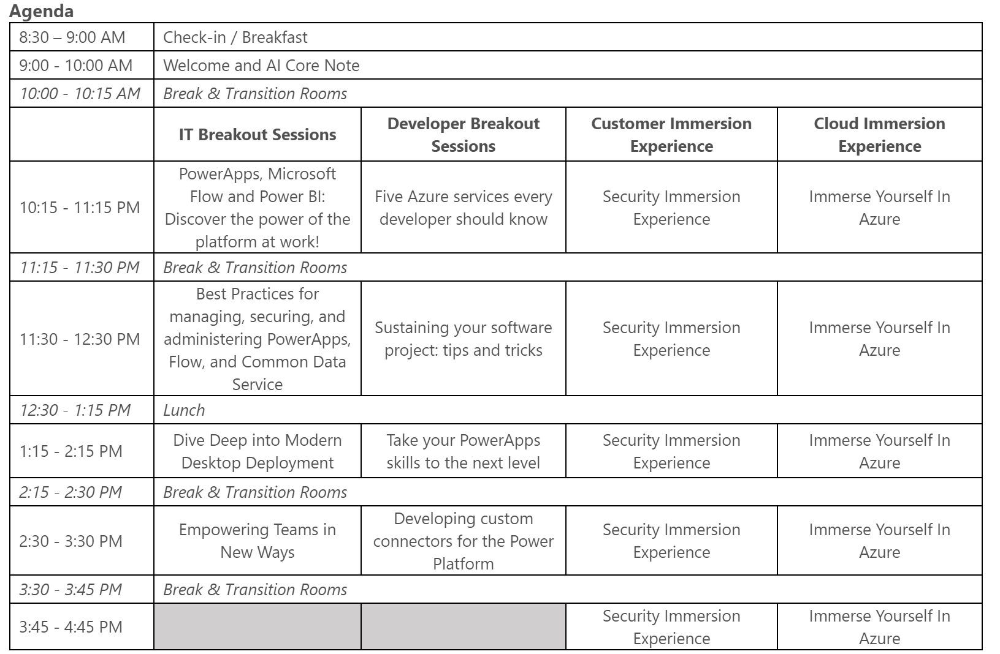 Agenda
8:30 – 9:00 AM
Check-in / Breakfast
9:00 - 10:00 AM
Welcome and AI Core Note
10:00 - 10:15 AM
Break & Transition Rooms
IT Breakout Sessions
Developer Breakout
Sessions
Customer Immersion
Experience
Cloud Immersion
Experience
10:15 - 11:15 PM
PowerApps, Microsoft
Flow and Power BI:
Discover the power of the
platform at work!
Five Azure services every
developer should know
Security Immersion
Experience
Immerse Yourself In
Azure
11:15 - 11:30 PM
Break & Transition Rooms
11:30 - 12:30 PM
Best Practices for
managing, securing, and
administering PowerApps,
Flow, and Common Data
Service
Sustaining your software
project: tips and tricks
Security Immersion
Experience
Immerse Yourself In
Azure
12:30 - 1:15 PM
Lunch
1:15 - 2:15 PM
Dive Deep into Modern
Desktop Deployment
Take your PowerApps
skills to the next level
Security Immersion
Experience
Immerse Yourself In
Azure
2:15 - 2:30 PM
Break & Transition Rooms
2:30 - 3:30 PM
Empowering Teams in
New Ways
Developing custom
connectors for the Power
Platform
Security Immersion
Experience
Immerse Yourself In
Azure
3:30 - 3:45 PM
Break & Transition Rooms
3:45 - 4:45 PM
Security Immersion
Experience
Immerse Yourself In
Azure